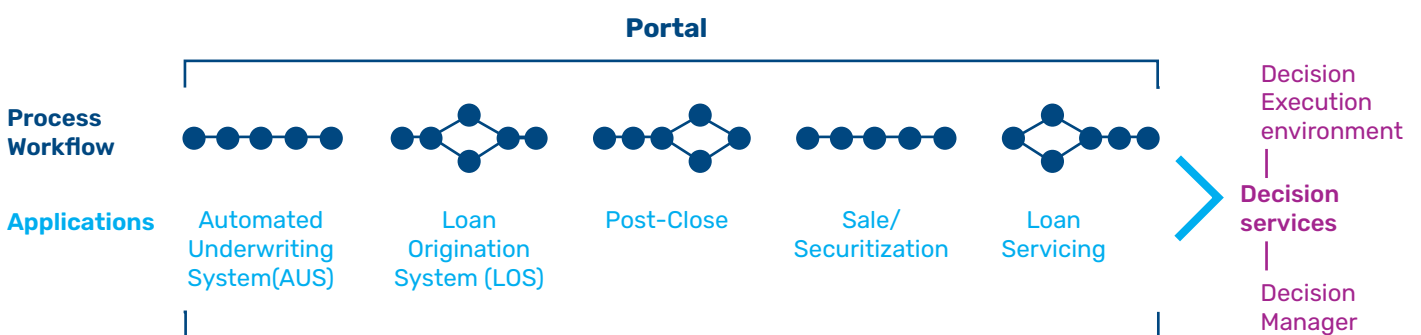 Portal
Process
Workflow
Applications
Automated
Underwriting
System(AUS)
Loan
Origination
System (LOS)
Post-Close
Sale/
Securitization
Loan
Servicing
Decision
Execution
environment
Decision
services
Decision
Manager